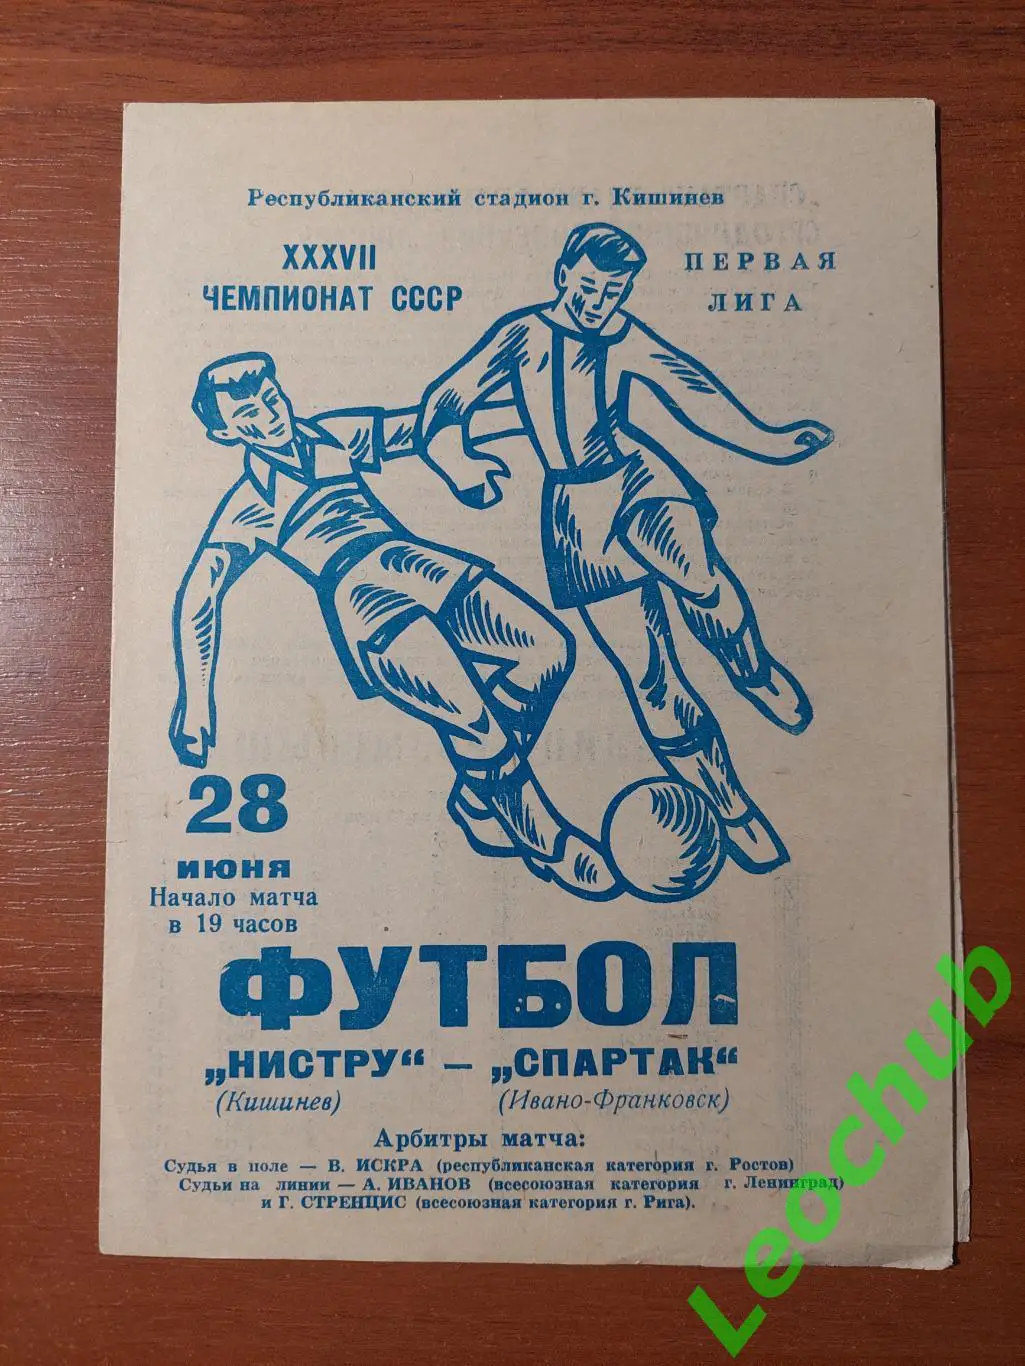 Республиканский стадион г. Кишинев
XXXVII
ЧЕМПИОНАТ СССР
ПЕРВАЯ
ЛИГА
28
ИЮНЯ
Начало матча
в 19 часов
ФУТБОЛ
„НИСТРУ“ — „СПАРТАК“
(Кишинев) (Ивано-Франковск)
Арбитры матча:
Судья в поле — В. ИСКРА (республиканская категория г. Ростов)
Судьи на линии — А. ИВАНОВ (всесоюзная категория г. Ленинград)
и Г. СТРЕНЦИС (всесоюзная категория г. Рига).
Leochub